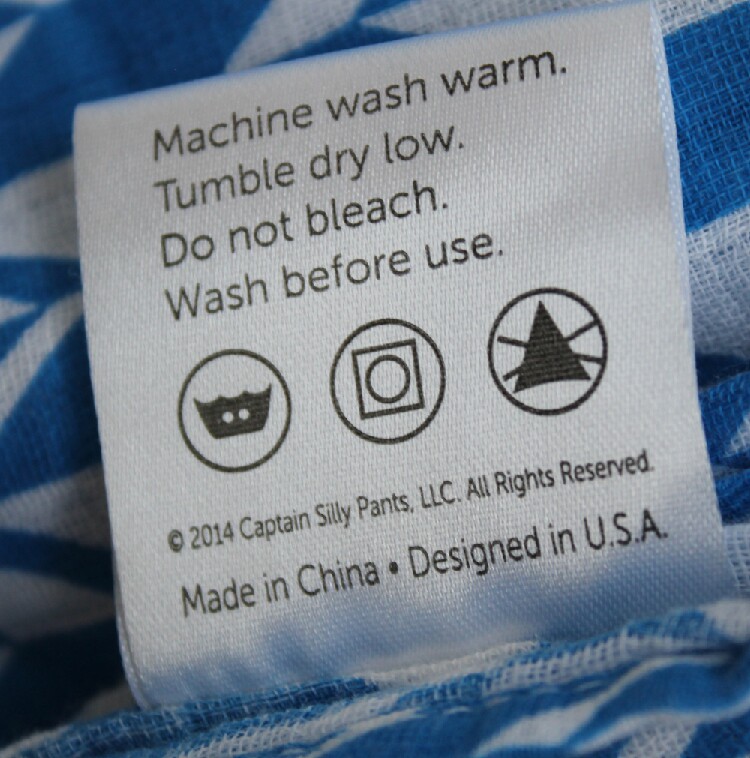 Machine wash warm.
Tumble dry low.
Do not bleach.
Wash before use.
© 2014 Captain Silly Pants, LLC. All Rights Reserved.
Made in China • Designed in U.S.A.